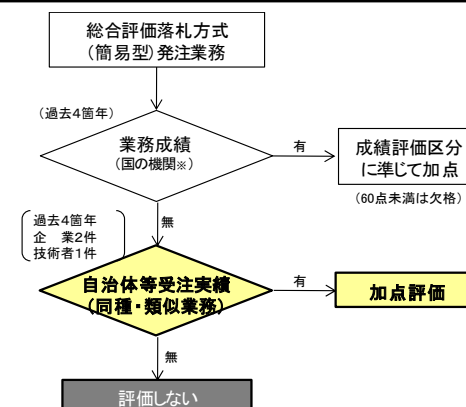 総合評価落札方式
(簡易型)発注業務
(過去4箇年)
業務成績
(国の機関※)
有
成績評価区分
に準じて加点
(60点未満は欠格)
無
過去4箇年
企　業2件
技術者1件
自治体等受注実績
(同種・類似業務)
有
加点評価
無
評価しない